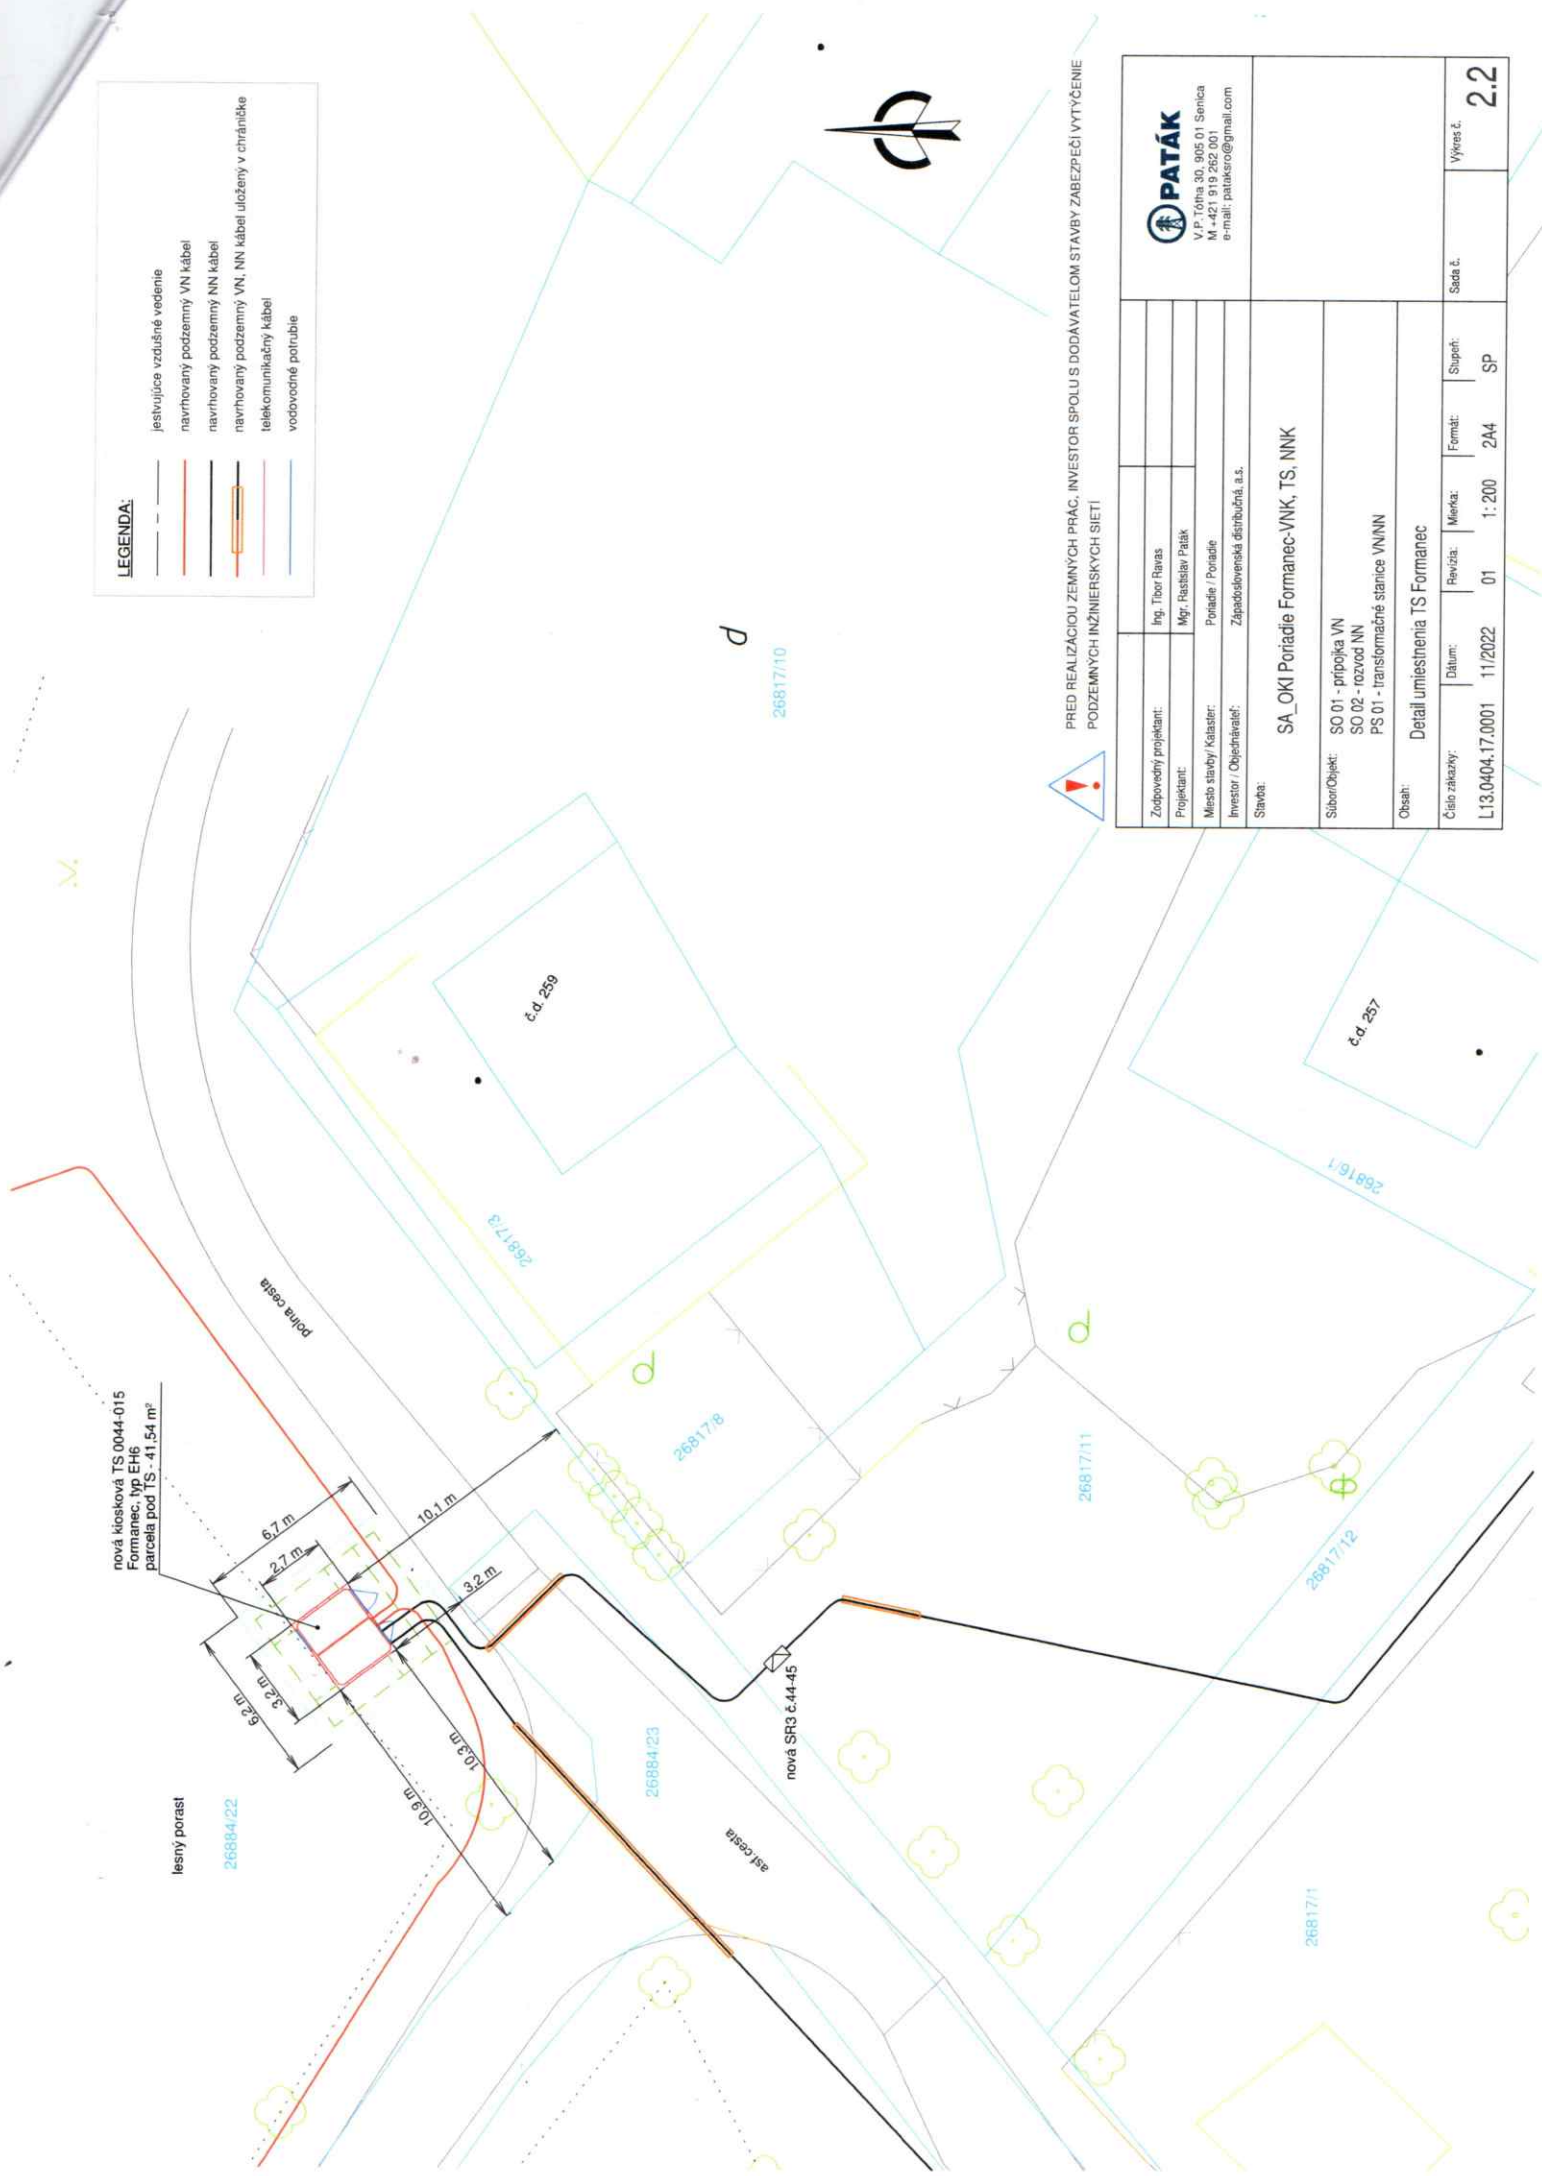 LEGENDA:
jestvujúce vzdušné vedenie
navrhovaný podzemný VN kábel
navrhovaný podzemný NN kábel
navrhovaný podzemný VN, NN kábel uložený v chráničke
telekomunikačný kábel
vodovodné potrubie
nová kiosková TS 0044-015
Formanec, typ EH6
parcela pod TS - 41,54 m²
lesný porast
26884/22
6,7 m
2,7 m
6,2 m
3,2 m
10,1 m
3,2 m
10,9 m
10,3 m
poľna cesta
26817/3
č.d. 259
26817/10
d
26817/8
26884/23
asf.cesta
nová SR3 č.44-45
26817/11
26817/12
26817/1
26816/1
č.d. 257
PRED REALIZÁCIOU ZEMNÝCH PRÁC, INVESTOR SPOLU S DODÁVATEĽOM STAVBY ZABEZPEČÍ VYTÝČENIE
PODZEMNÝCH INŽINIERSKYCH SIETÍ
Zodpovedný projektant: Ing. Tibor Ravas
Projektant: Mgr. Rastislav Paták
Miesto stavby/ Kataster: Poriadie / Poriadie
Investor / Objednávateľ: Západoslovenská distribučná, a.s.
PATÁK
V.P.Tótha 30, 905 01 Senica
M +421 919 262 001
e-mail: pataksro@gmail.com
Stavba:
SA_OKI Poriadie Formanec-VNK, TS, NNK
Súbor/Objekt: SO 01 - prípojka VN
SO 02 - rozvod NN
PS 01 - transformačné stanice VN/NN
Obsah:
Detail umiestnenia TS Formanec
Číslo zákazky: Dátum: Revízia: Mierka: Formát: Stupeň: Sada č. Výkres č.
L13.0404.17.0001 11/2022 01 1:200 2A4 SP 2.2